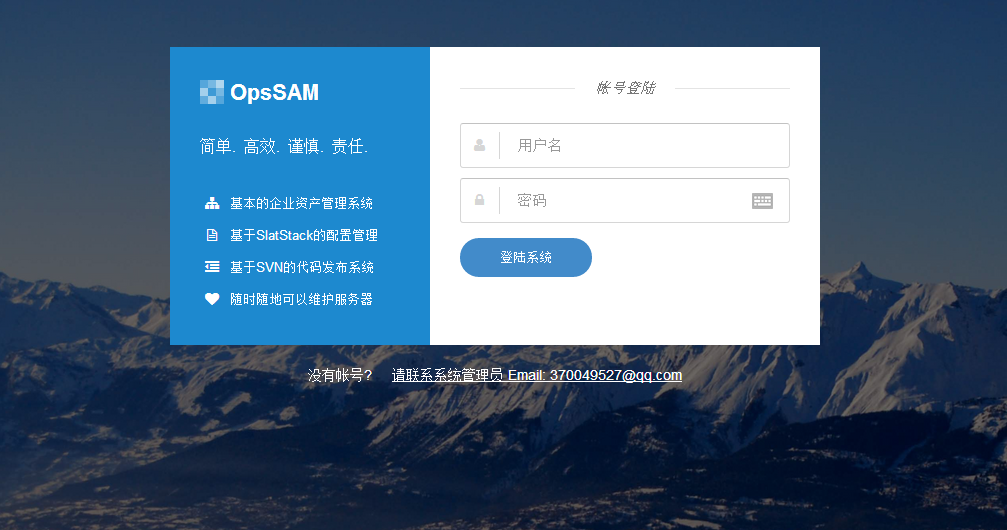 OpsSAM
简单. 高效. 谨慎. 责任.
基本的企业资产管理系统
基于SlatStack的配置管理
基于SVN的代码发布系统
随时随地可以维护服务器
帐号登陆
用户名
密码
登陆系统
没有帐号? 请联系系统管理员 Email: 370049527@qq.com